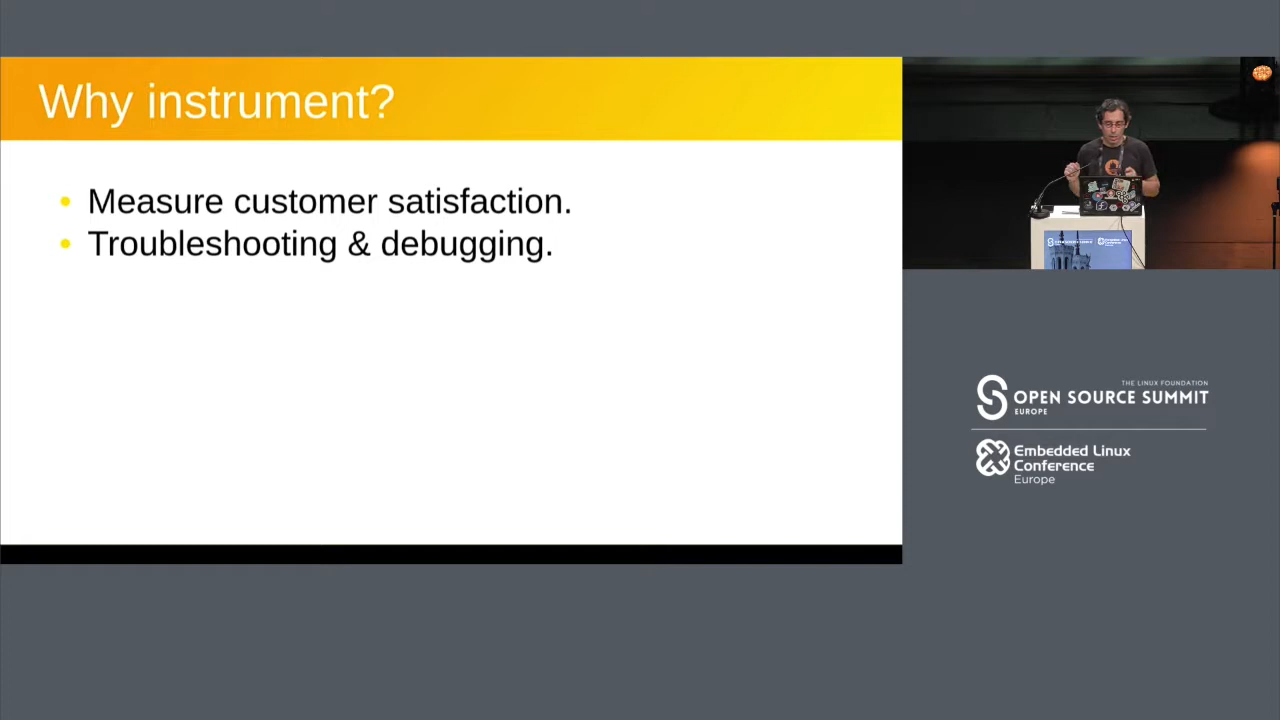 Why instrument?
• Measure customer satisfaction.
• Troubleshooting & debugging.
THE LINUX FOUNDATION
OPEN SOURCE SUMMIT
EUROPE
Embedded Linux
Conference
Europe